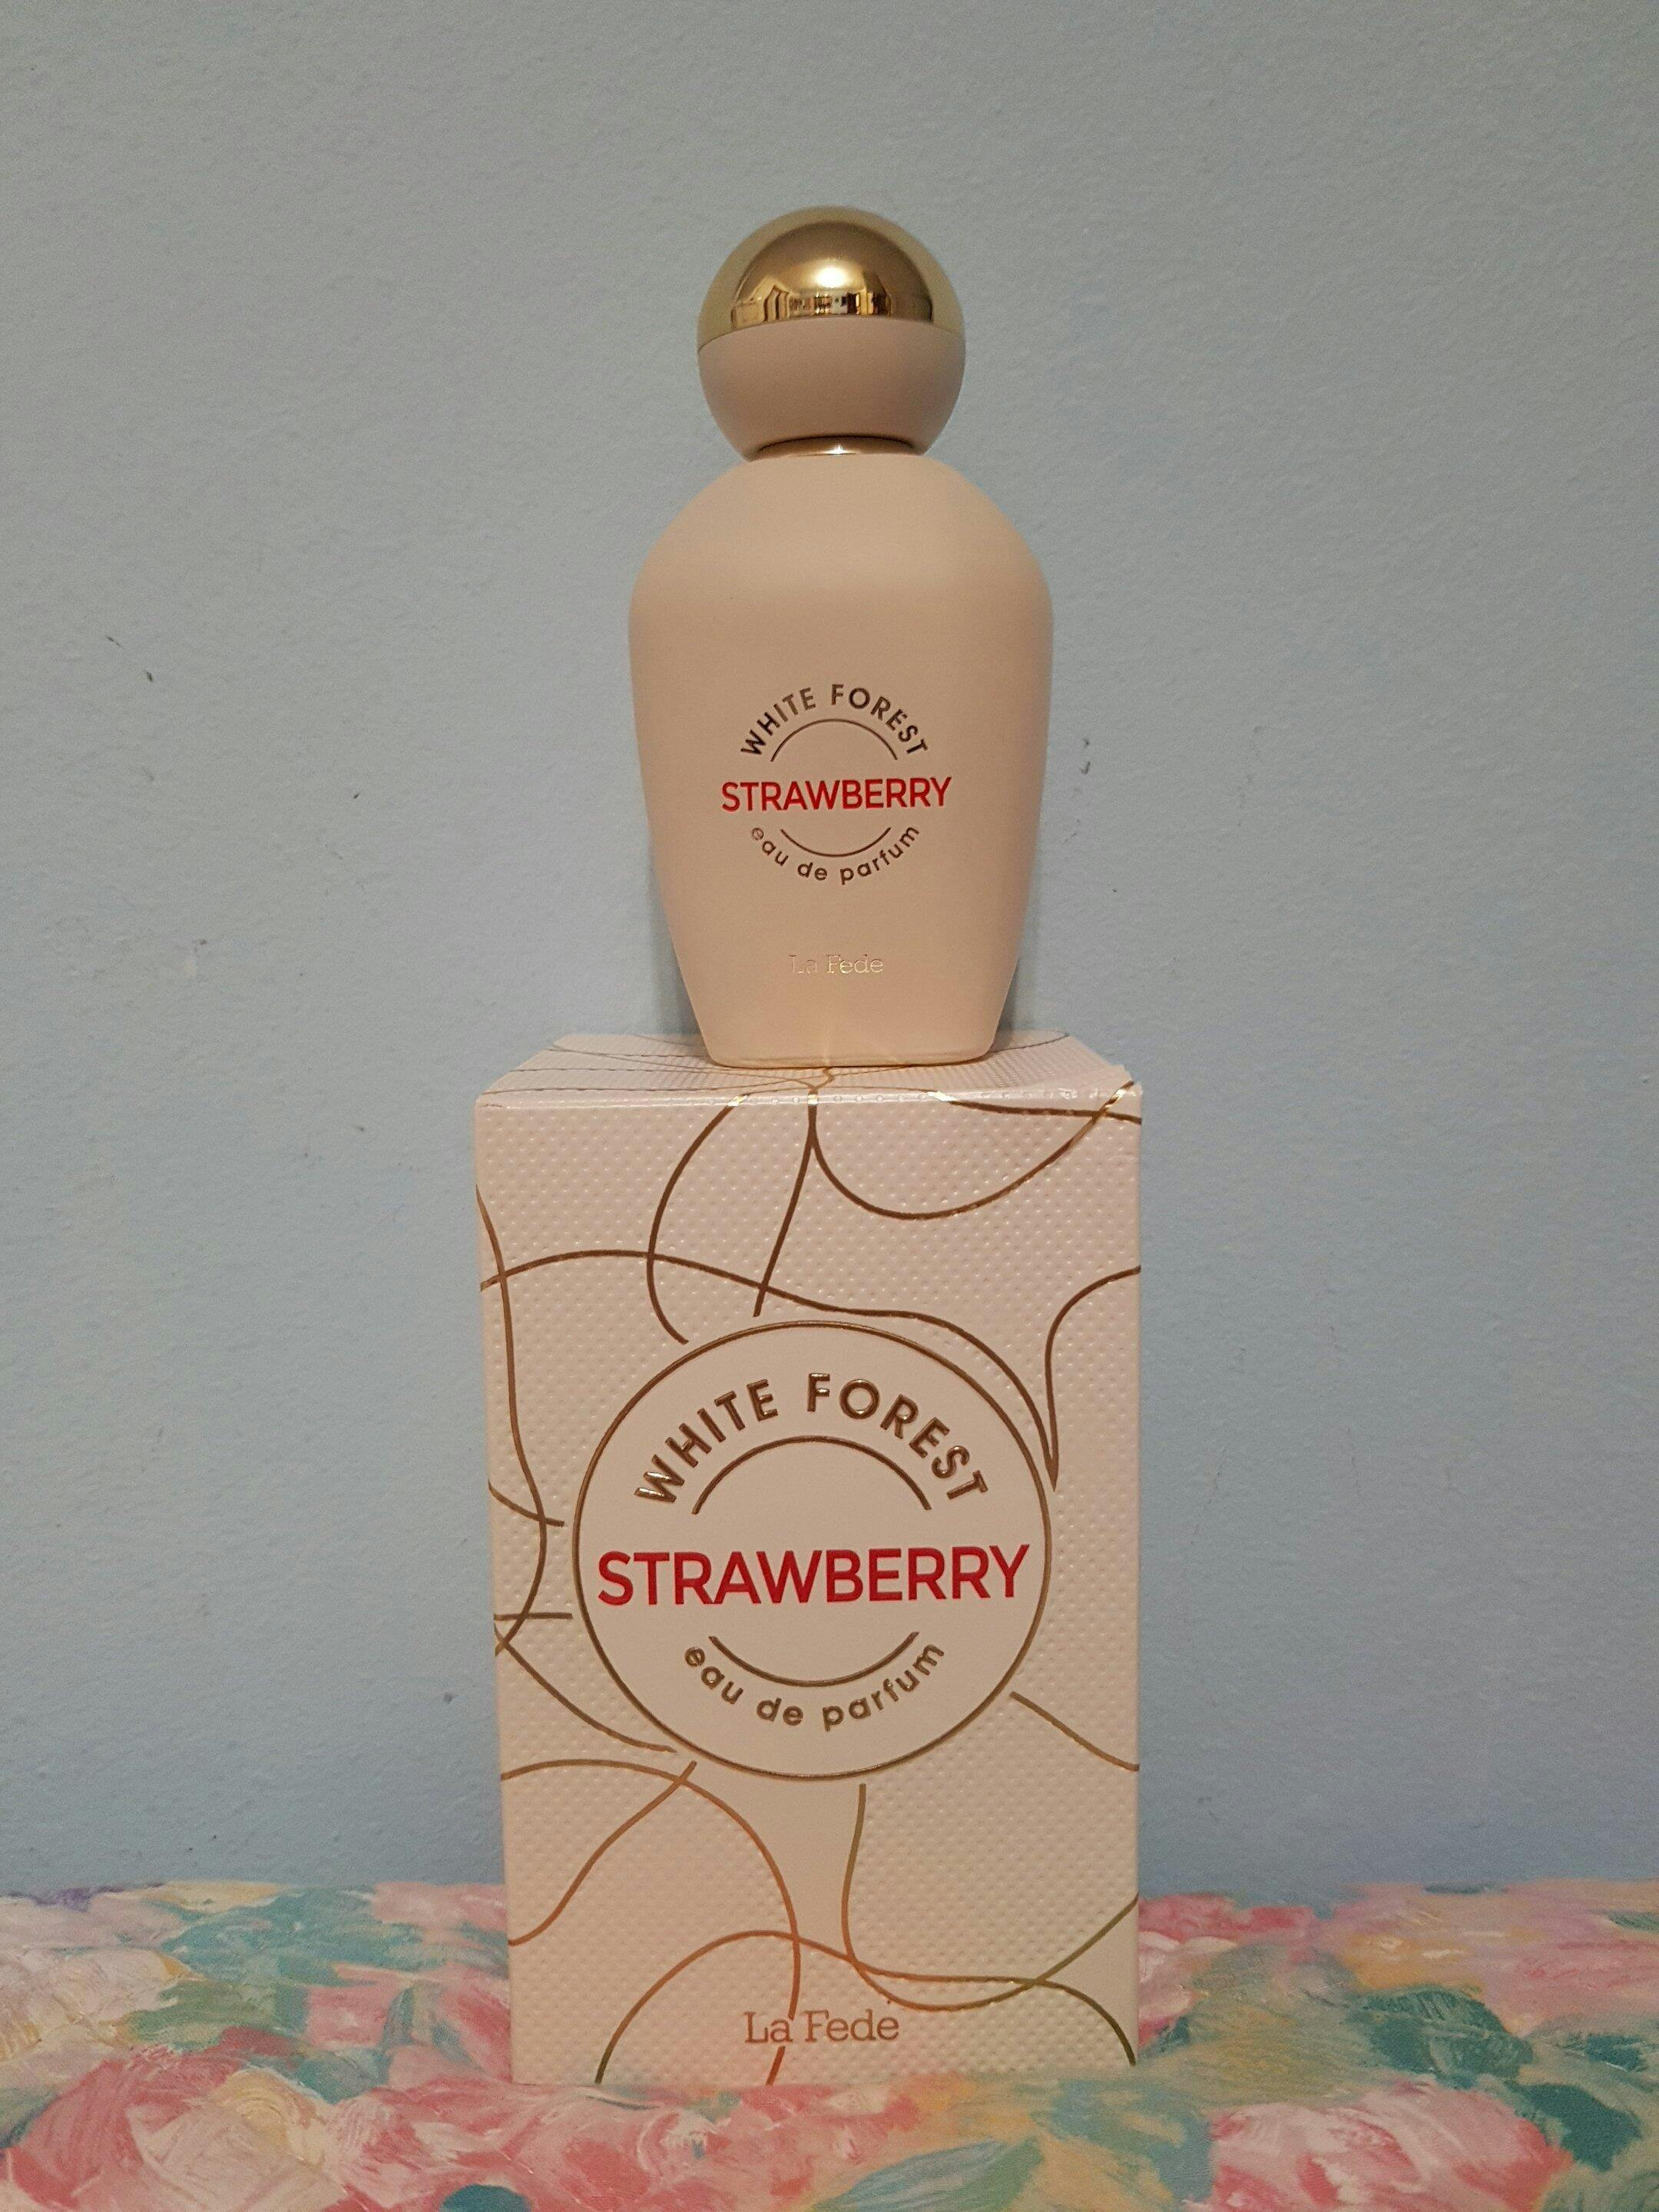 WHITE FOREST
STRAWBERRY
eau de parfum
La Fede
WHITE FOREST
STRAWBERRY
eau de parfum
La Fede